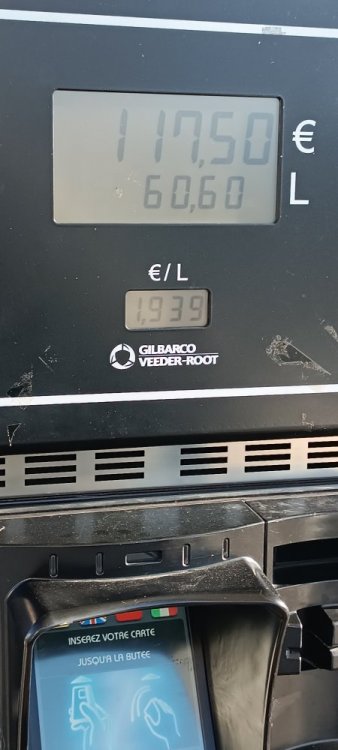 117,50 €
60,60 L
€/L
1,939
GILBARCO
VEEDER-ROOT
INSEREZ VOTRE CARTE
JUSQU'A LA BUTEE